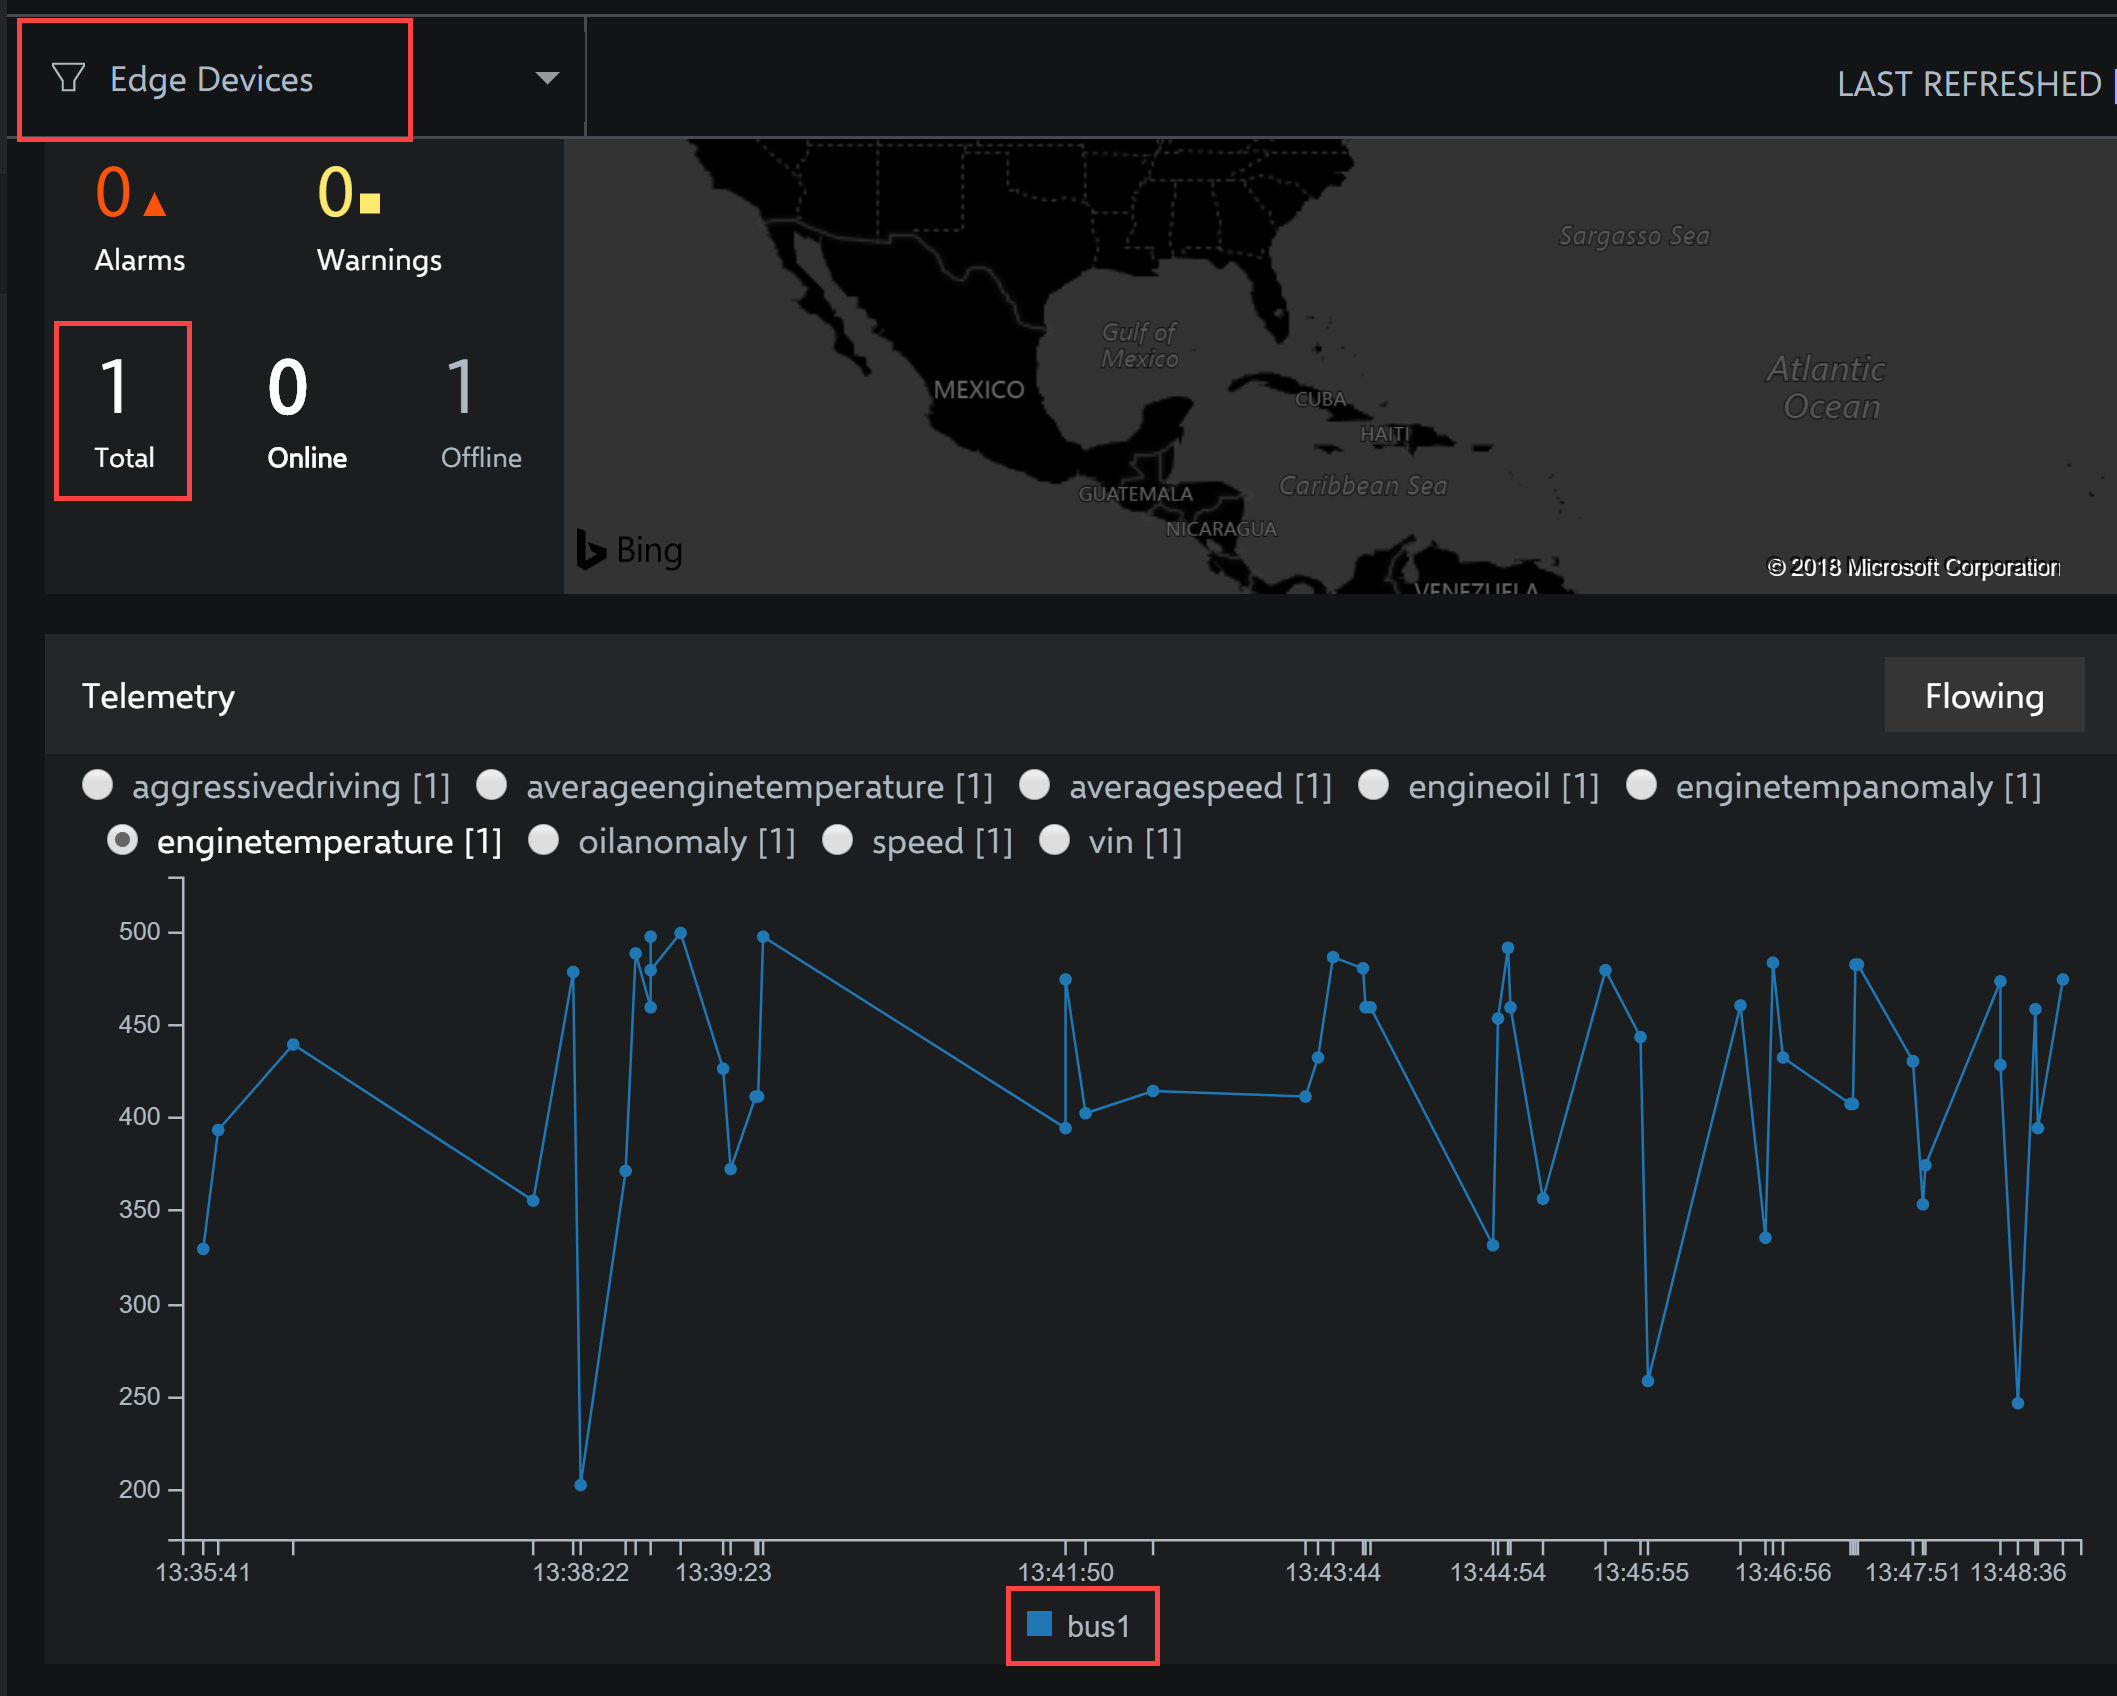 Edge Devices
LAST REFRESHED
0 0
Alarms Warnings
1 0 1
Total Online Offline
Sargasso Sea
Gulf of
Mexico
Atlantic
Ocean
MEXICO
CUBA
HAITI
Caribbean Sea
GUATEMALA
NICARAGUA
VENEZUELA
Bing
© 2018 Microsoft Corporation
Telemetry
Flowing
aggressivedriving [1] averageenginetemperature [1] averagespeed [1] engineoil [1] enginetempanomaly [1]
enginetemperature [1] oilanomaly [1] speed [1] vin [1]
500
450
400
350
300
250
200
13:35:41 13:38:22 13:39:23 13:41:50 13:43:44 13:44:54 13:45:55 13:46:56 13:47:51 13:48:36
bus1